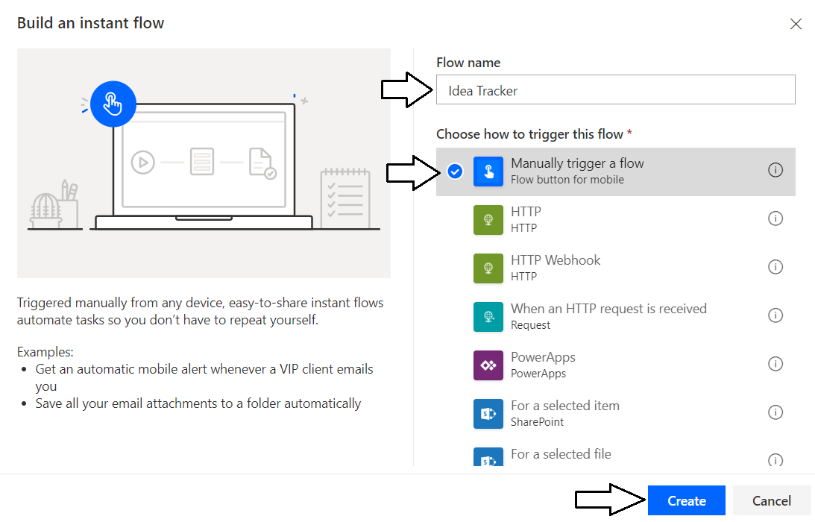 Build an instant flow
Triggered manually from any device, easy-to-share instant flows
automate tasks so you don't have to repeat yourself.
Examples:
• Get an automatic mobile alert whenever a VIP client emails
you
• Save all your email attachments to a folder automatically
Flow name
Idea Tracker
Choose how to trigger this flow *
Manually trigger a flow
Flow button for mobile
HTTP
HTTP
HTTP Webhook
HTTP
When an HTTP request is received
Request
PowerApps
PowerApps
For a selected item
SharePoint
For a selected file
Create
Cancel